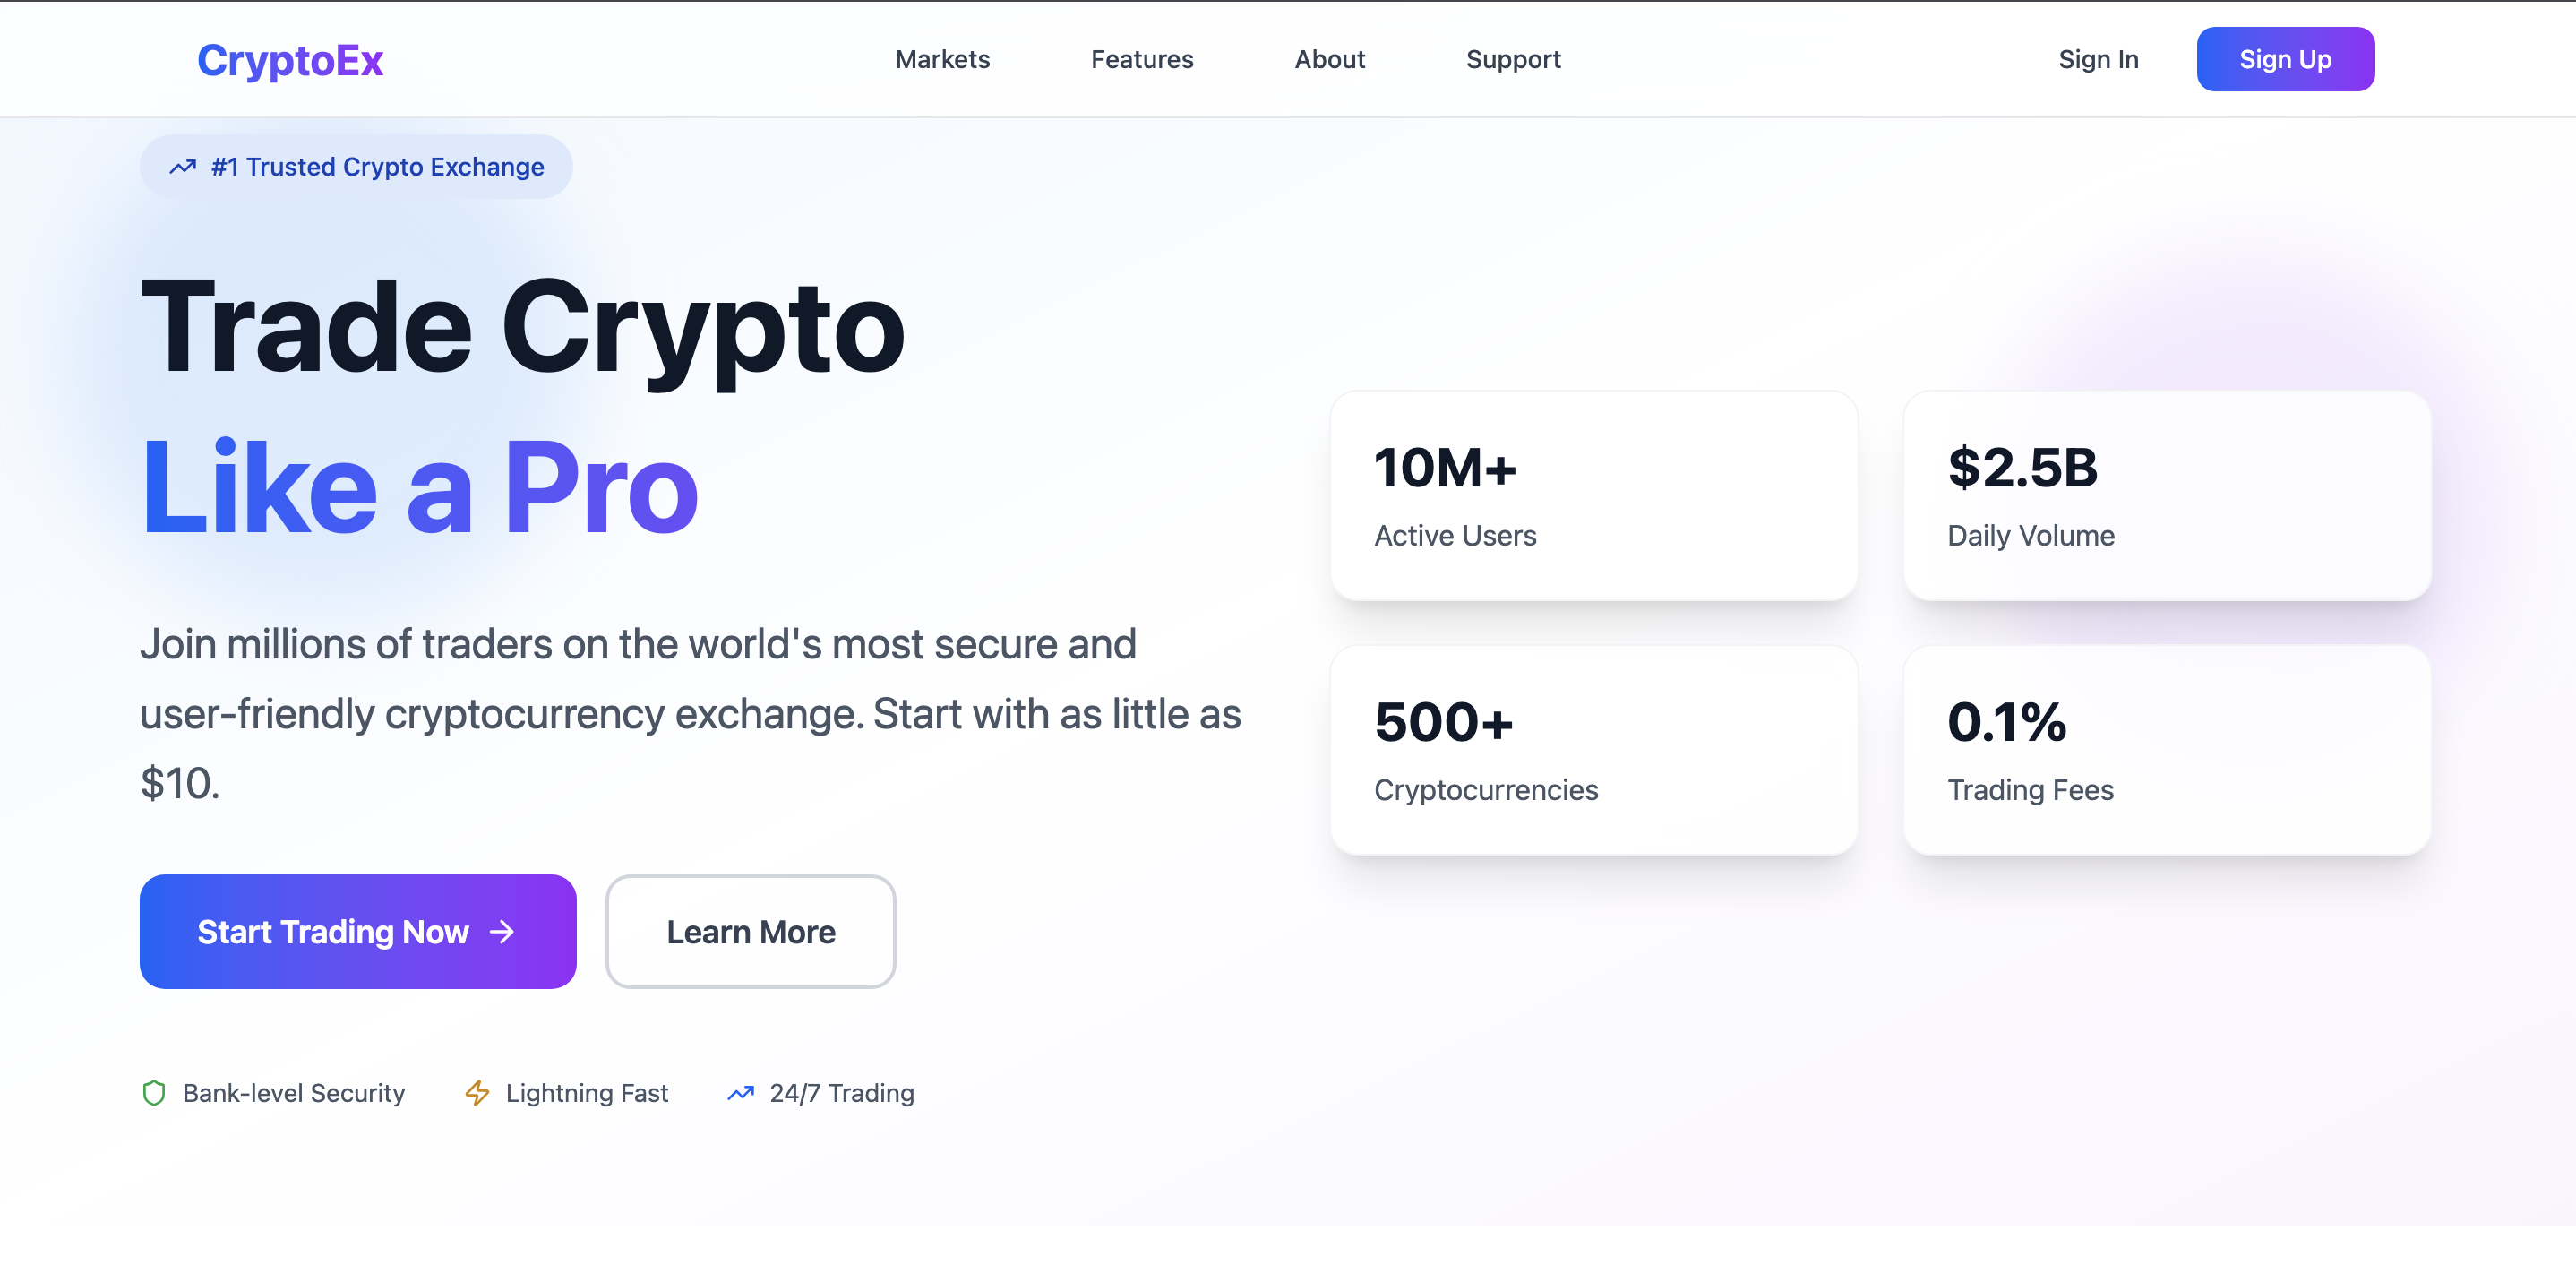 CryptoEx
Markets
Features
About
Support
Sign In
Sign Up
#1 Trusted Crypto Exchange
Trade Crypto
Like a Pro
Join millions of traders on the world's most secure and
user-friendly cryptocurrency exchange. Start with as little as
$10.
Start Trading Now
Learn More
Bank-level Security
Lightning Fast
24/7 Trading
10M+
Active Users
$2.5B
Daily Volume
500+
Cryptocurrencies
0.1%
Trading Fees